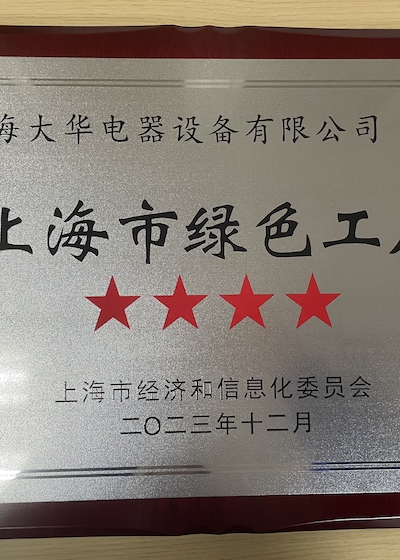 海大华电器设备有限公司
上海市绿色工厂
上海市经济和信息化委员会
二〇二三年十二月